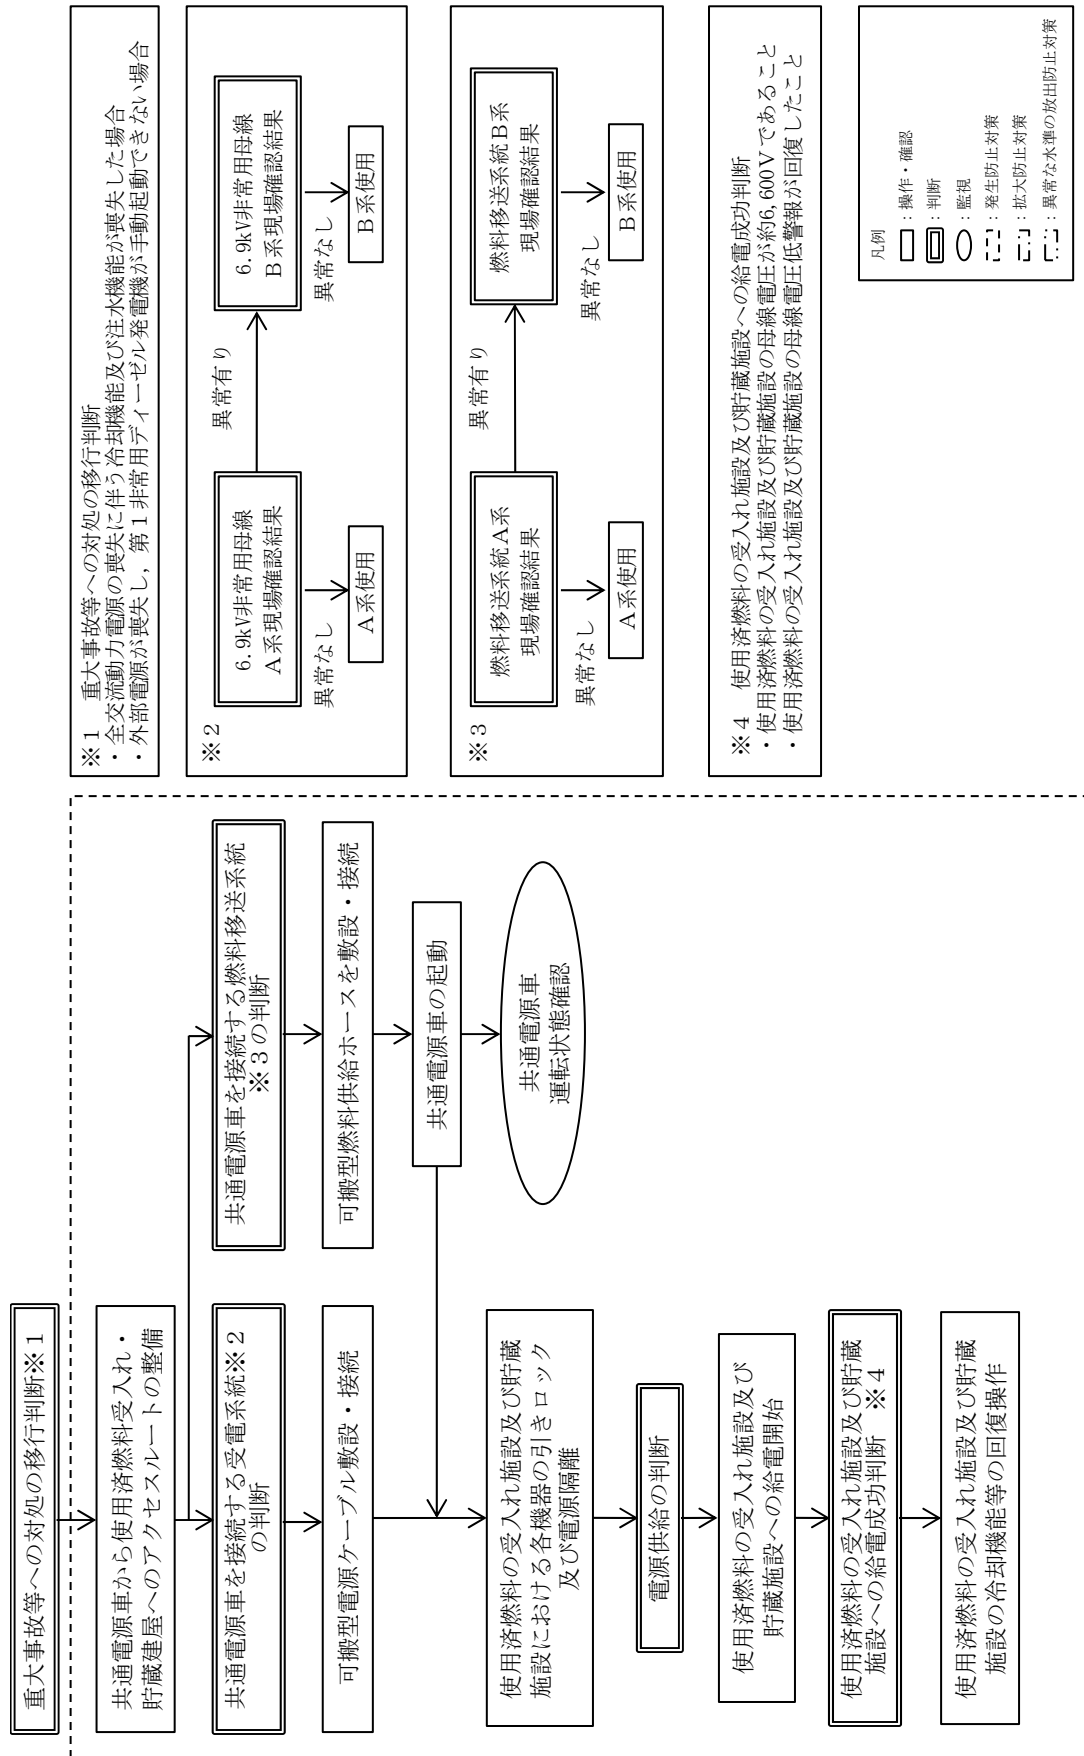 重大事故等への対処の移行判断※１
共通電源車から使用済燃料受入れ・
貯蔵建屋へのアクセスルートの整備
共通電源車を接続する受電系統※２
の判断
可搬型電源ケーブル敷設・接続
共通電源車を接続する燃料移送系統
※３の判断
可搬型燃料供給ホースを敷設・接続
共通電源車の起動
共通電源車
運転状態確認
使用済燃料の受入れ施設及び貯蔵
施設における各機器の引きロック
及び電源隔離
電源供給の判断
使用済燃料の受入れ施設及び
貯蔵施設への給電開始
使用済燃料の受入れ施設及び貯蔵
施設への給電成功判断　※４
使用済燃料の受入れ施設及び貯蔵
施設の冷却機能等の回復操作
※１　重大事故等への対処の移行判断
・全交流動力電源の喪失に伴う冷却機能及び注水機能が喪失した場合
・外部電源が喪失し，第１非常用ディーゼル発電機が手動起動できない場合
※２
6.9kV非常用母線
Ａ系現場確認結果
異常有り
6.9kV非常用母線
Ｂ系現場確認結果
異常なし
Ａ系使用
異常なし
Ｂ系使用
※３
燃料移送系統Ａ系
現場確認結果
異常有り
燃料移送系統Ｂ系
現場確認結果
異常なし
Ａ系使用
異常なし
Ｂ系使用
※４　使用済燃料の受入れ施設及び貯蔵施設への給電成功判断
・使用済燃料の受入れ施設及び貯蔵施設の母線電圧が約6,600Ｖであること
・使用済燃料の受入れ施設及び貯蔵施設の母線電圧低警報が回復したこと
凡例
：操作・確認
：判断
：監視
：発生防止対策
：拡大防止対策
：異常な水準の放出防止対策